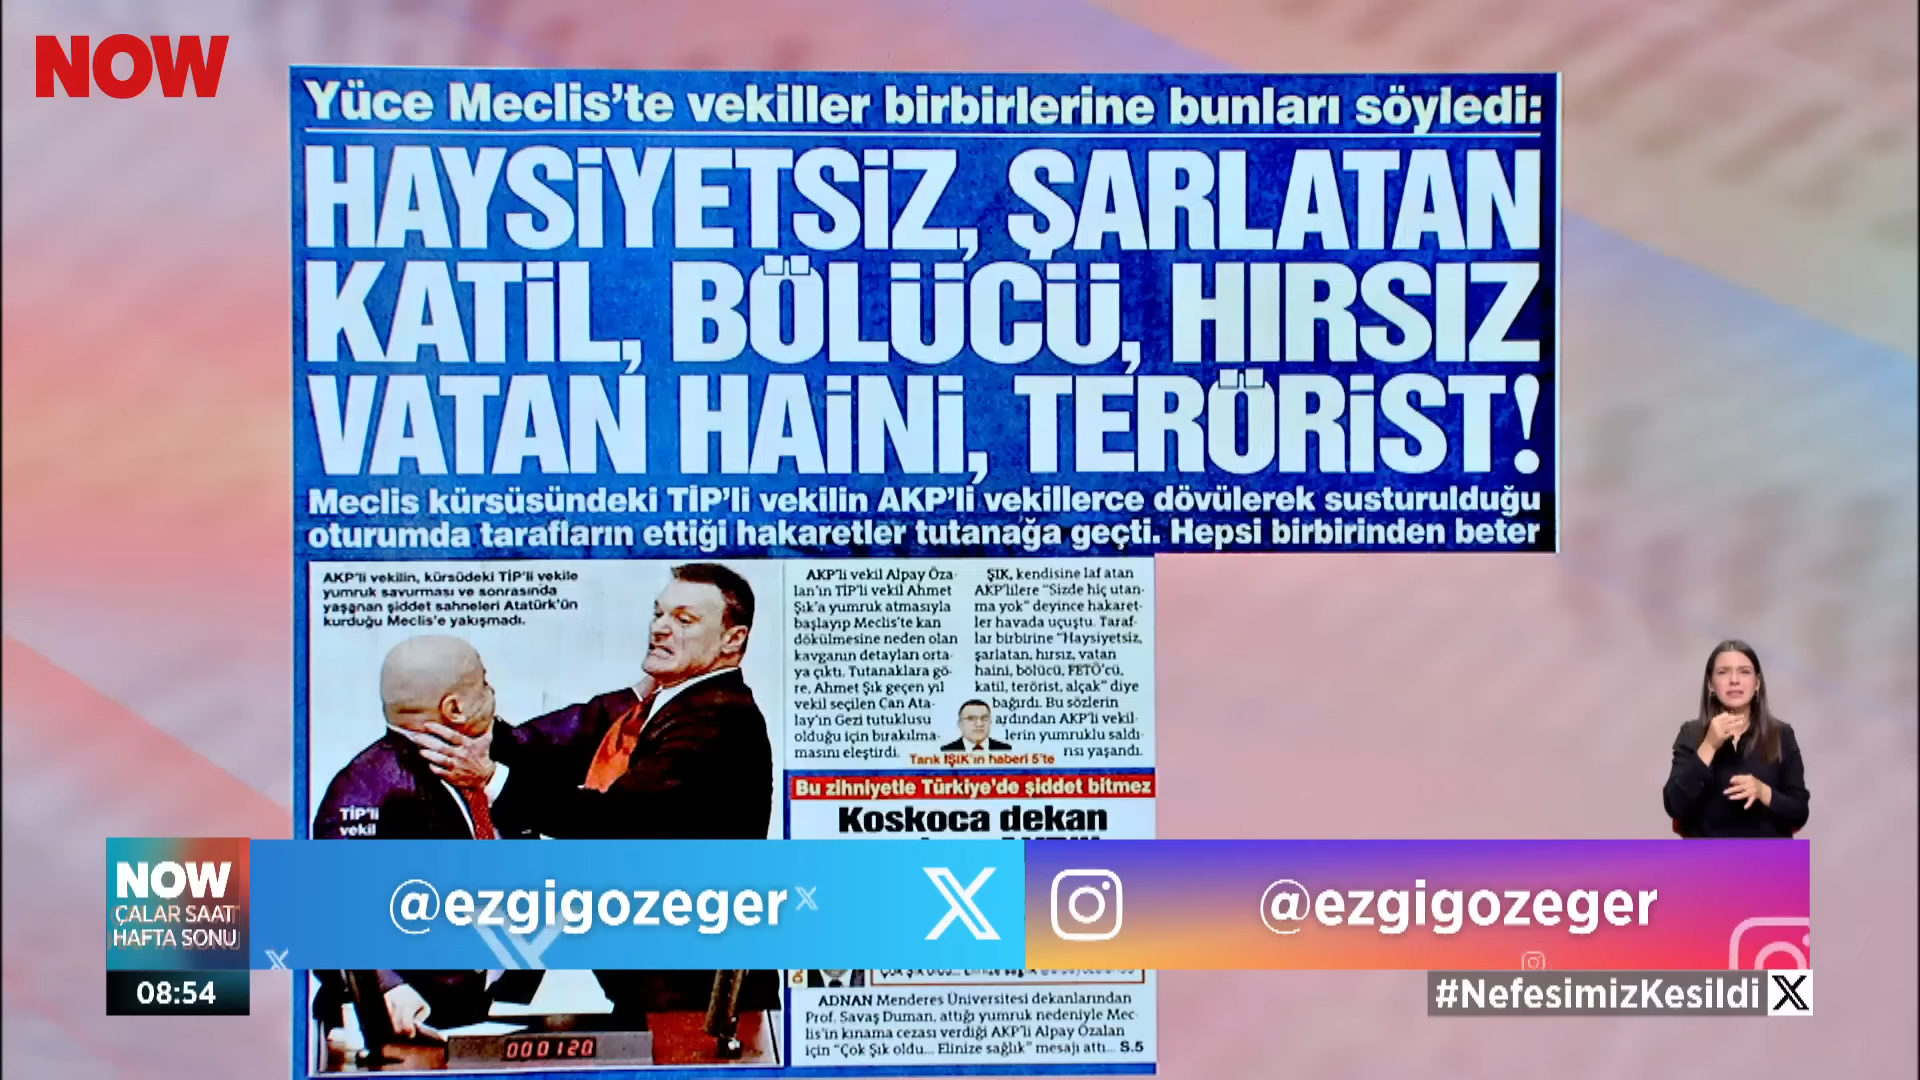 NOW
Yüce Meclis'te vekiller birbirlerine bunları söyledi:
HAYSİYETSİZ, ŞARLATAN
KATİL, BÖLÜCÜ, HIRSIZ
VATAN HAİNİ, TERÖRİST!
Meclis kürsüsündeki TİP'li vekilin AKP'li vekillerce dövülerek susturulduğu
oturumda tarafların ettiği hakaretler tutanağa geçti. Hepsi birbirinden beter
AKP'li vekilin, kürsüdeki TİP'li vekile
yumruk savurması ve sonrasında
yaşanan şiddet sahneleri Atatürk'ün
kurduğu Meclis'e yakışmadı.
TİP'li
vekil
AKP'li vekil Alpay Öza-
lan'ın TİP'li vekil Ahmet
Şık'a yumruk atmasıyla
başlayıp Meclis'te kan
dökülmesine neden olan
kavganın detayları orta-
ya çıktı. Tutanaklara gö-
re, Ahmet Şık geçen yıl
vekil seçilen Can Ata-
lay'ın Gezi tutuklusu
olduğu için bırakılma-
masını eleştirdi.
ŞIK, kendisine laf atan
AKP'lilere "Sizde hiç utan-
ma yok" deyince hakaret-
ler havada uçuştu. Taraf-
lar birbirine "Haysiyetsiz,
şarlatan, hırsız, vatan
haini, bölücü, FETÖ'cü,
katil, terörist, alçak" diye
bağırdı. Bu sözlerin
ardından AKP'li vekil-
lerin yumruklu saldı-
rısı yaşandı.
Tarık IŞIK'ın haberi 5'te
Bu zihniyetle Türkiye'de şiddet bitmez
Koskoca dekan
NOW
ÇALAR SAAT
HAFTA SONU
08:54
@ezgigozeger
@ezgigozeger
#NefesimizKesildi
ADNAN Menderes Üniversitesi dekanlarından
Prof. Savaş Duman, attığı yumruk nedeniyle Mec-
lis'in kınama cezası verdiği AKP'li Alpay Özalan
için "Çok Şık oldu... Elinize sağlık" mesajı attı... S.5
000120